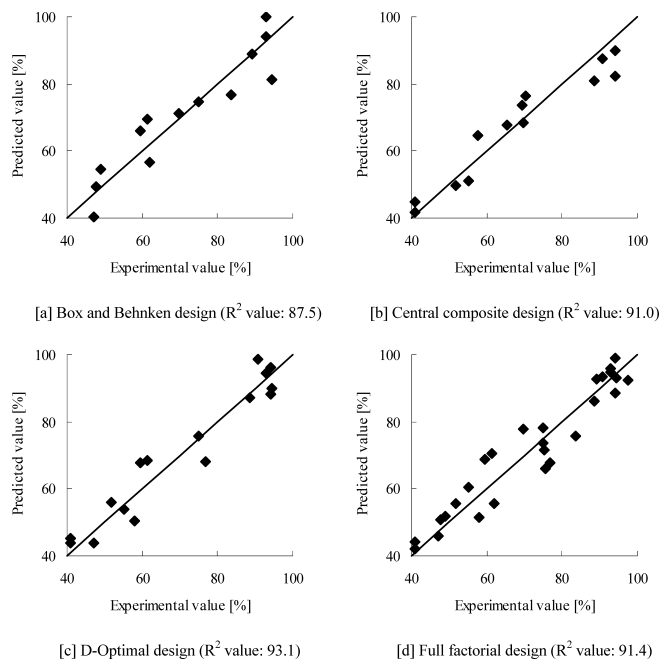 100
80
60
40
Predicted value [%]
40 60 80 100
Experimental value [%]
[a] Box and Behnken design (R² value: 87.5)
100
80
60
40
Predicted value [%]
40 60 80 100
Experimental value [%]
[b] Central composite design (R² value: 91.0)
100
80
60
40
Predicted value [%]
40 60 80 100
Experimental value [%]
[c] D-Optimal design (R² value: 93.1)
100
80
60
40
Predicted value [%]
40 60 80 100
Experimental value [%]
[d] Full factorial design (R² value: 91.4)